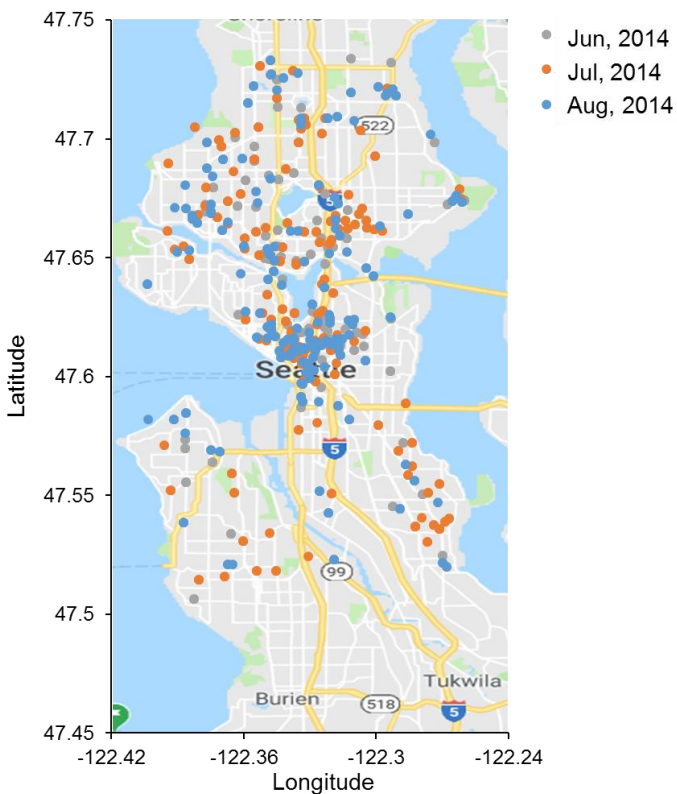 47.75
Jun, 2014
Jul, 2014
Aug, 2014
47.7
522
5
47.65
Latitude
47.6
Seattle
5
47.55
99
47.5
Tukwila
Burien
518
5
47.45
-122.42
-122.36
-122.3
-122.24
Longitude